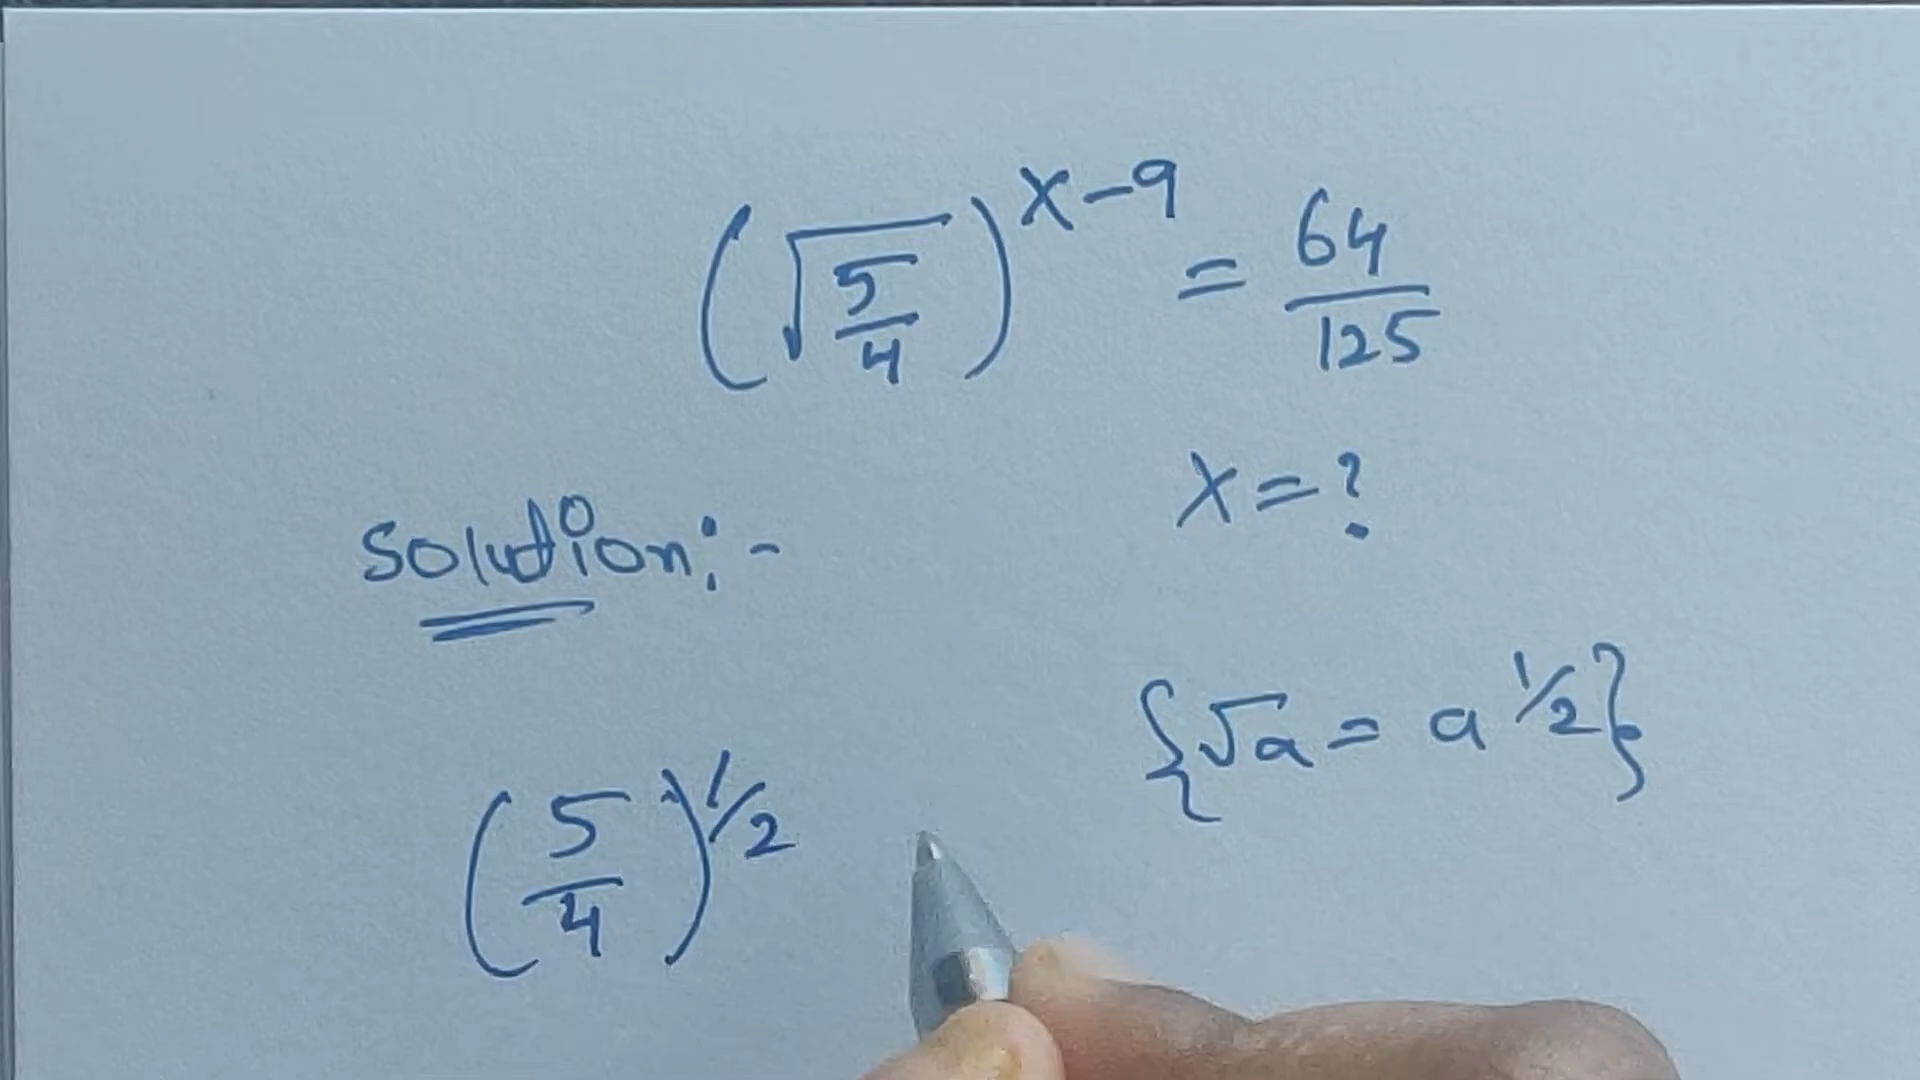 (√(5/4))^(x-9) = 64/125
x = ?
Solution:-
{√a = a^(1/2)}
(5/4)^(1/2)